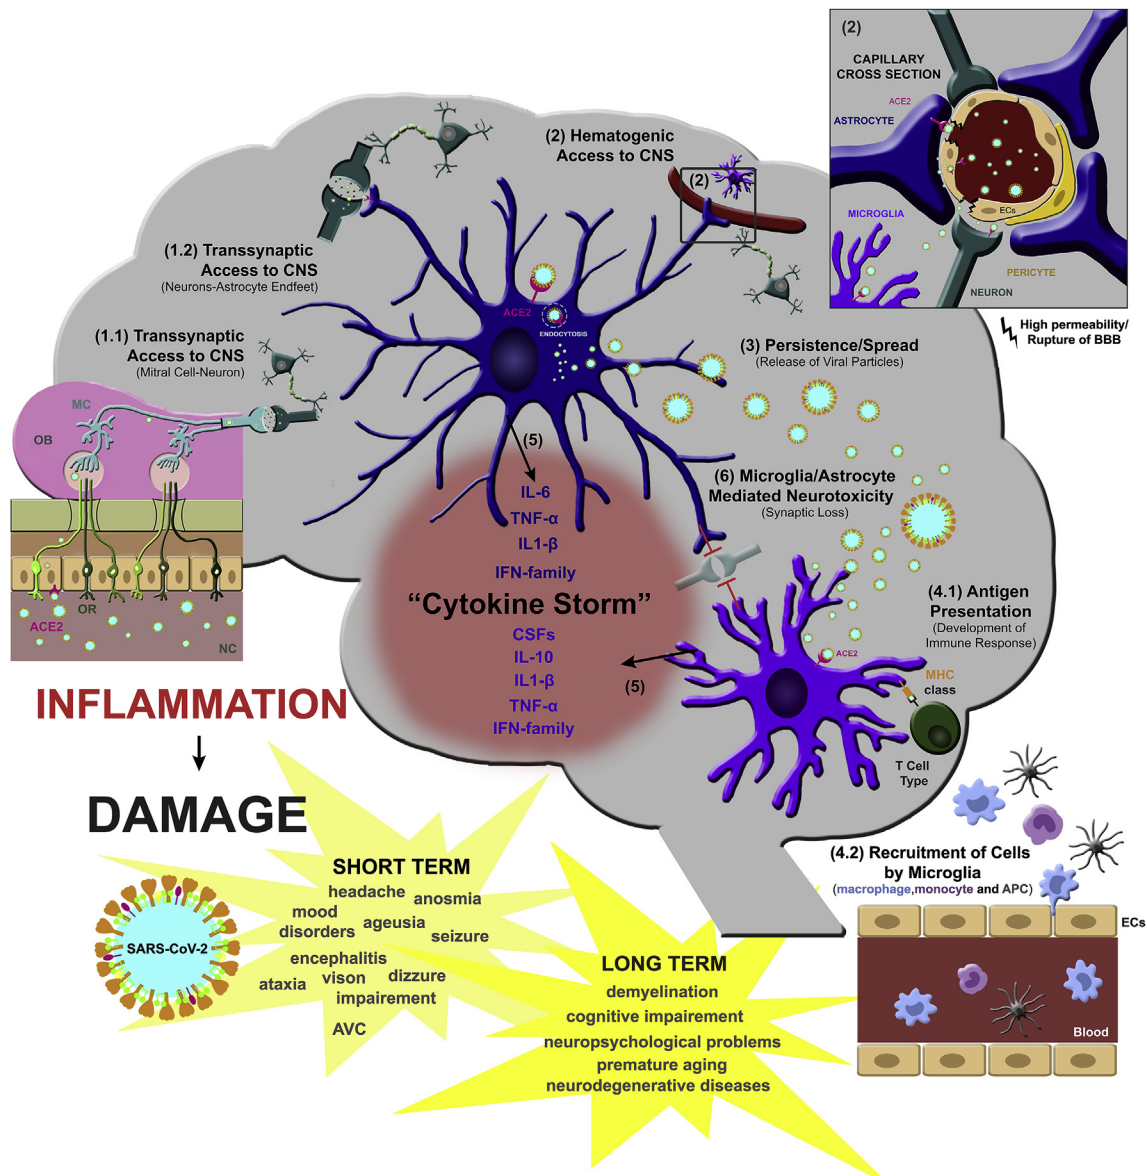 (2)
CAPILLARY
CROSS SECTION
ACE2
ASTROCYTE
ECs
MICROGLIA
PERICYTE
NEURON
High permeability/
Rupture of BBB
(2) Hematogenic
Access to CNS
(2)
(1.2) Transsynaptic
Access to CNS
(Neurons-Astrocyte Endfeet)
ACE2
ENDOCYTOSIS
(1.1) Transsynaptic
Access to CNS
(Mitral Cell-Neuron)
(3) Persistence/Spread
(Release of Viral Particles)
MC
OB
OR
ACE2
NC
(5)
IL-6
TNF-α
IL1-β
IFN-family
“Cytokine Storm”
CSFs
IL-10
IL1-β
TNF-α
IFN-family
(5)
(6) Microglia/Astrocyte
Mediated Neurotoxicity
(Synaptic Loss)
(4.1) Antigen
Presentation
(Development of
Immune Response)
ACE2
MHC
class
T Cell
Type
INFLAMMATION
DAMAGE
SHORT TERM
headache
anosmia
mood
disorders
ageusia
seizure
encephalitis
ataxia
vison
dizzure
impairement
AVC
SARS-CoV-2
LONG TERM
demyelination
cognitive impairement
neuropsychological problems
premature aging
neurodegenerative diseases
(4.2) Recruitment of Cells
by Microglia
(macrophage,monocyte and APC)
ECs
Blood